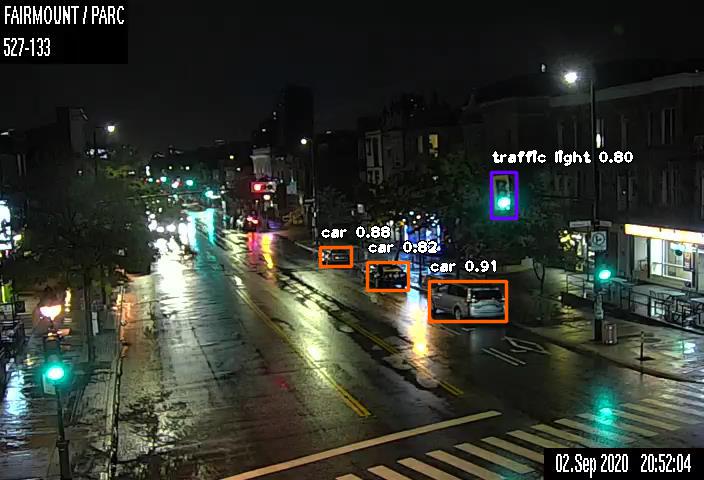 FAIRMOUNT / PARC
527-133
traffic light 0.80
car 0.88
car 0.82
car 0.91
02.Sep 2020 20:52:04